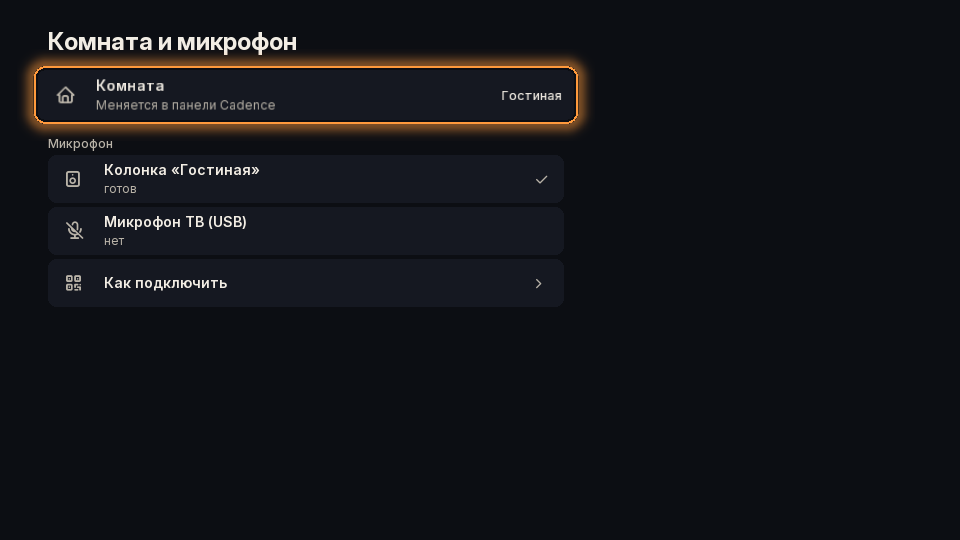 Комната и микрофон
Комната
Меняется в панели Cadence
Гостиная
Микрофон
Колонка «Гостиная»
готов
Микрофон ТВ (USB)
нет
Как подключить